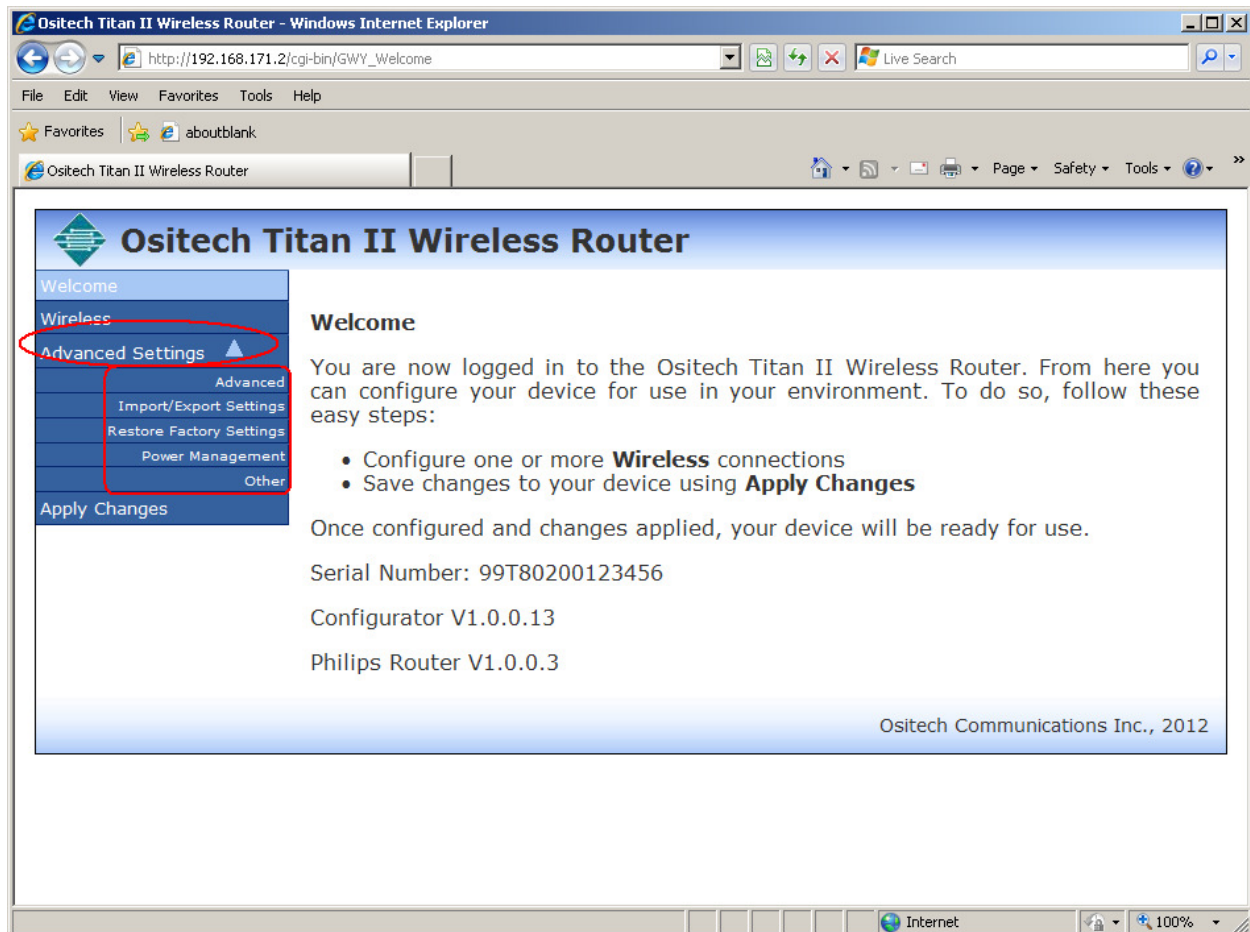 Ositech Titan II Wireless Router - Windows Internet Explorer
http://192.168.171.2/cgi-bin/GWY_Welcome
Live Search
File Edit View Favorites Tools Help
Favorites aboutblank
Ositech Titan II Wireless Router
Page Safety Tools »
Ositech Titan II Wireless Router
Welcome
Wireless
Advanced Settings
Advanced
Import/Export Settings
Restore Factory Settings
Power Management
Other
Apply Changes
Welcome
You are now logged in to the Ositech Titan II Wireless Router. From here you
can configure your device for use in your environment. To do so, follow these
easy steps:
• Configure one or more Wireless connections
• Save changes to your device using Apply Changes
Once configured and changes applied, your device will be ready for use.
Serial Number: 99T80200123456
Configurator V1.0.0.13
Philips Router V1.0.0.3
Ositech Communications Inc., 2012
Internet
100%